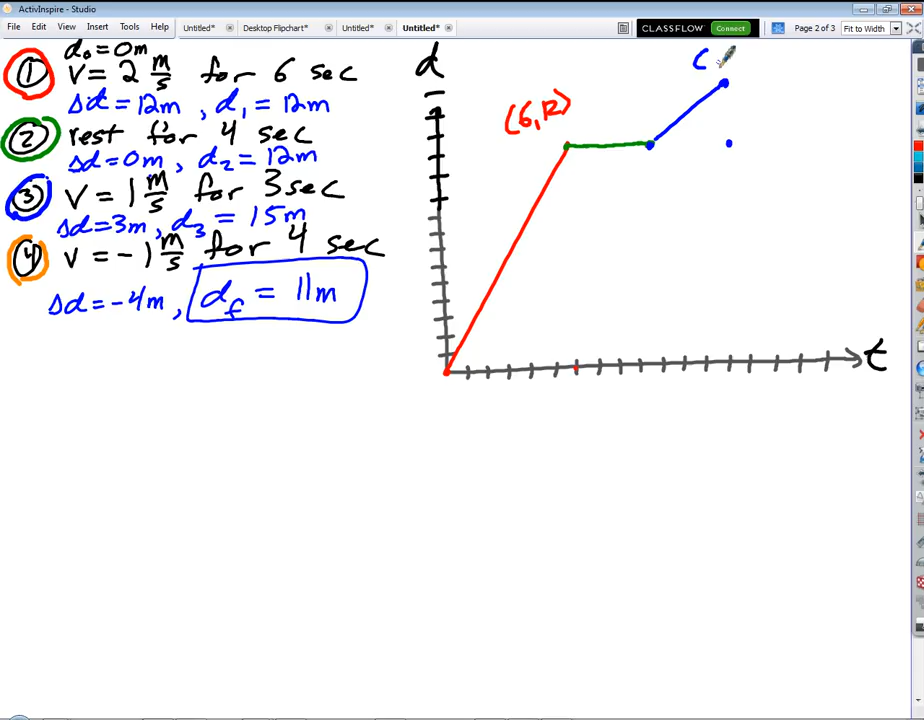 ActivInspire - Studio
File Edit View Insert Tools Help Untitled* Desktop Flipchart* Untitled* Untitled* CLASSFLOW Connect Page 2 of 3 Fit to Width
d₀ = 0m
① v = 2 m/s for 6 sec
Δd = 12m , d₁ = 12m
② rest for 4 sec
Δd = 0m , d₂ = 12m
③ v = 1 m/s for 3 sec
Δd = 3m , d₃ = 15m
④ v = -1 m/s for 4 sec
Δd = -4m , d_f = 11m
d
(6,12)
(
t